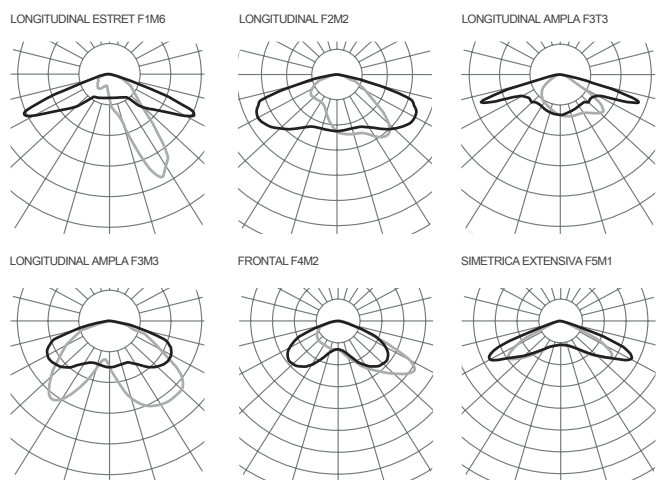 LONGITUDINAL ESTRET F1M6
LONGITUDINAL F2M2
LONGITUDINAL AMPLA F3T3
LONGITUDINAL AMPLA F3M3
FRONTAL F4M2
SIMETRICA EXTENSIVA F5M1